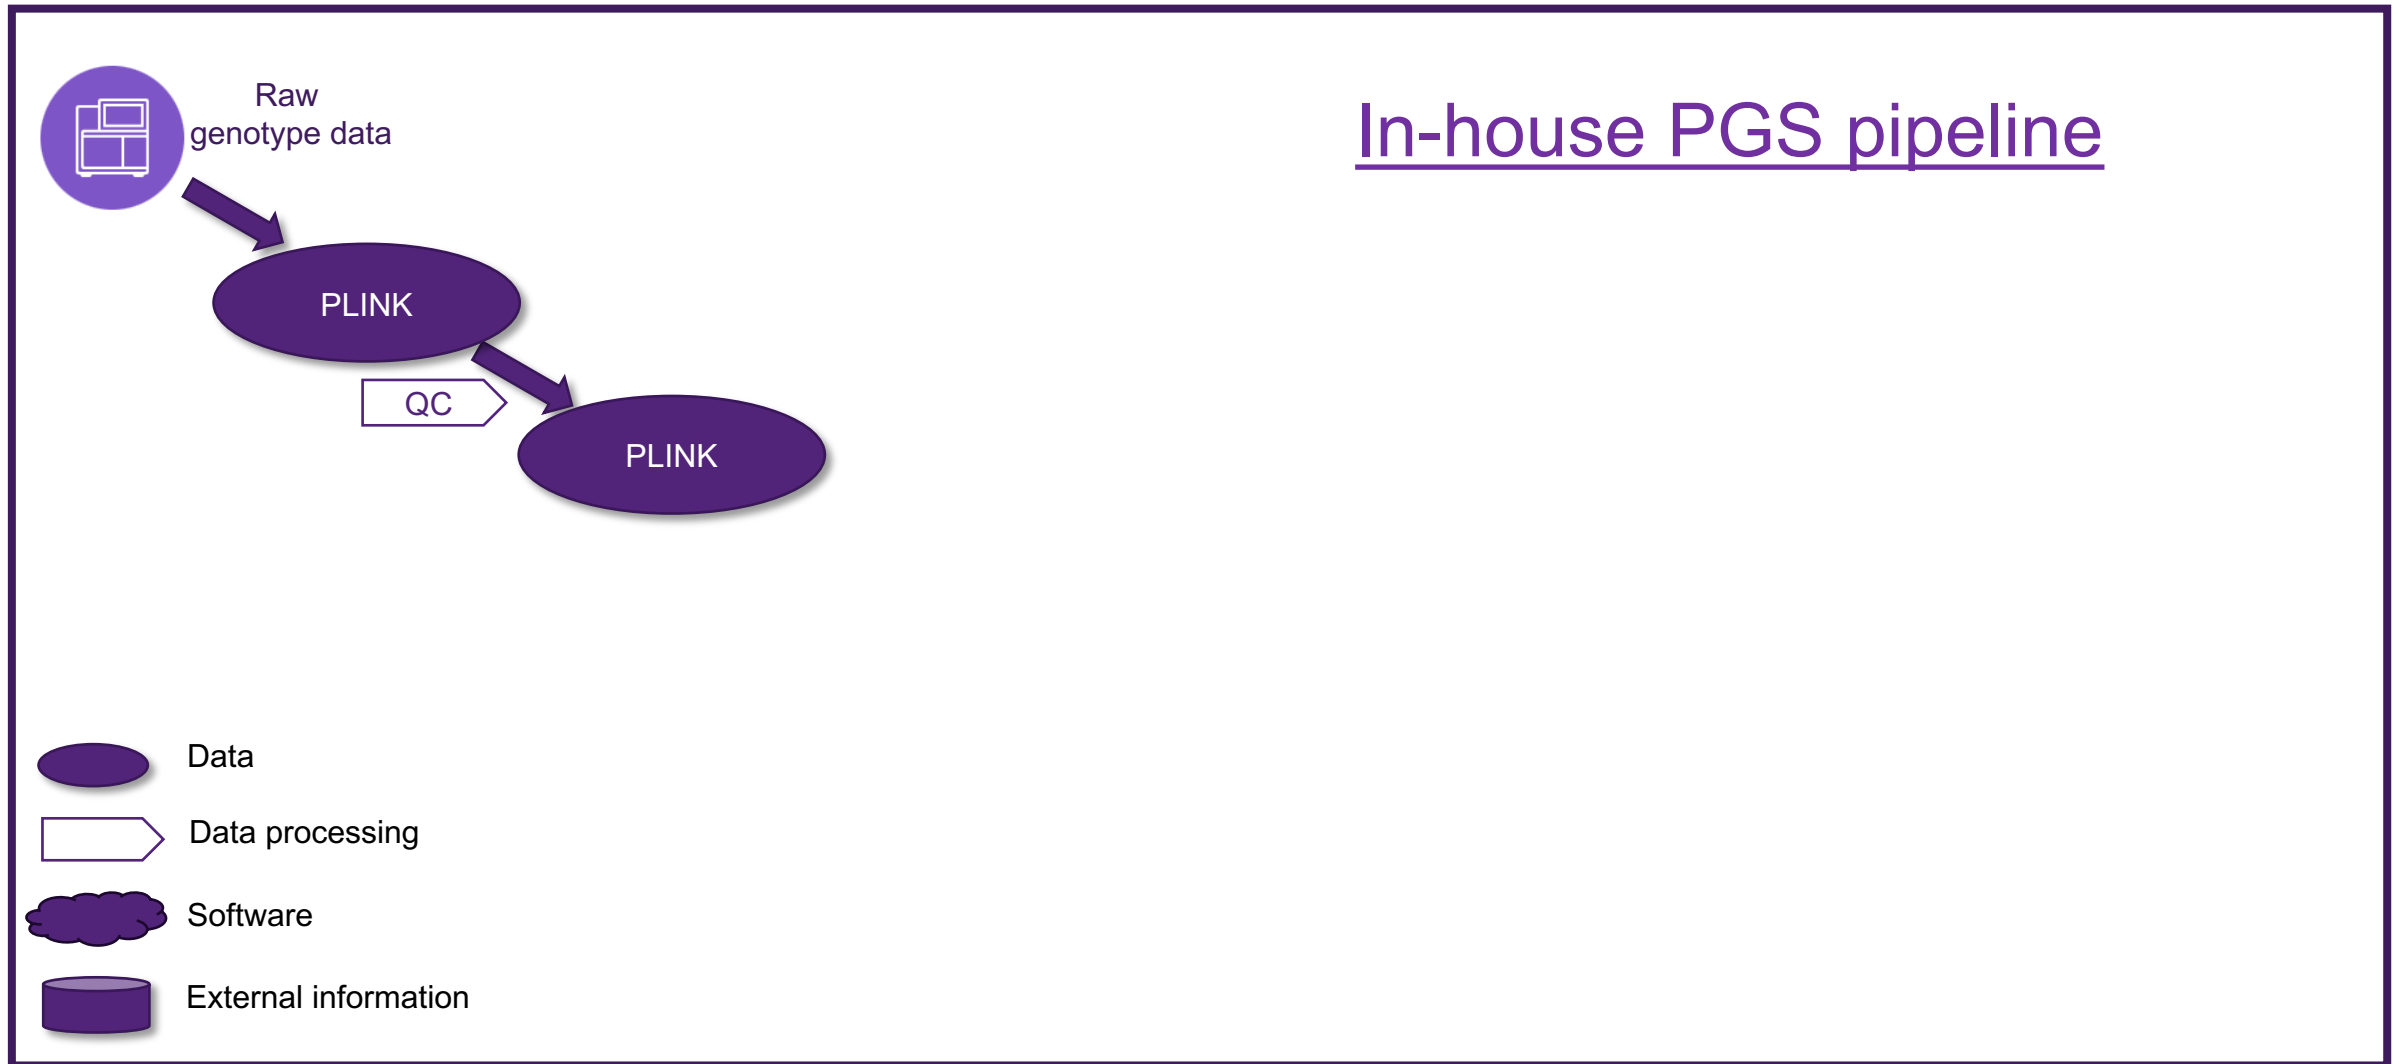 Raw
genotype data
In-house PGS pipeline
PLINK
QC
PLINK
Data
Data processing
Software
External information